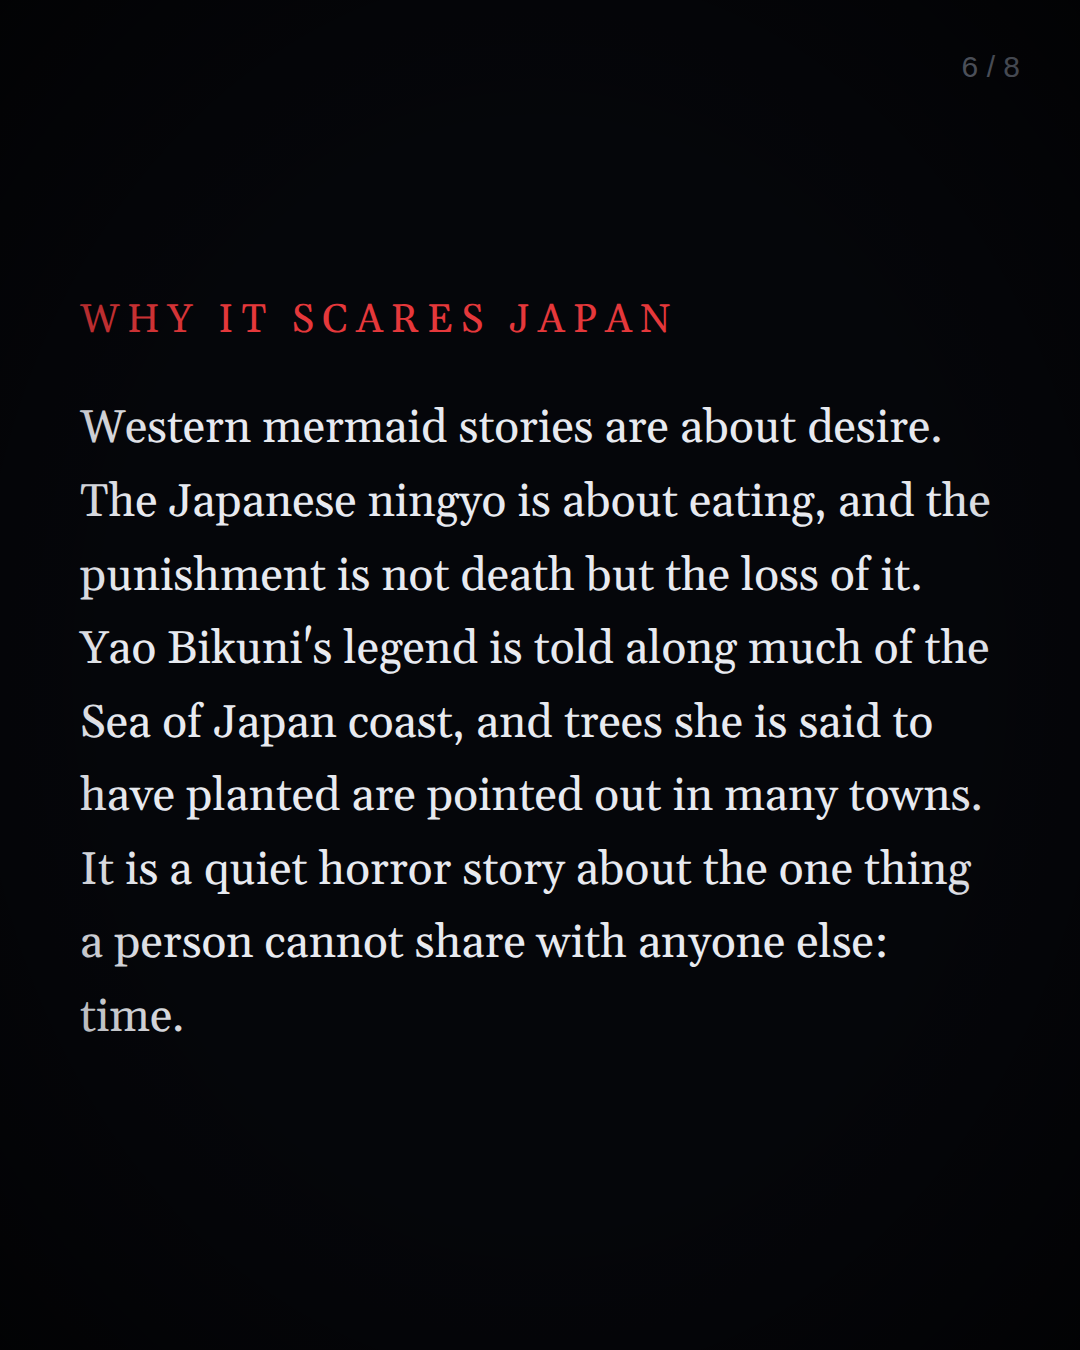 6 / 8
WHY IT SCARES JAPAN
Western mermaid stories are about desire.
The Japanese ningyo is about eating, and the
punishment is not death but the loss of it.
Yao Bikuni's legend is told along much of the
Sea of Japan coast, and trees she is said to
have planted are pointed out in many towns.
It is a quiet horror story about the one thing
a person cannot share with anyone else:
time.